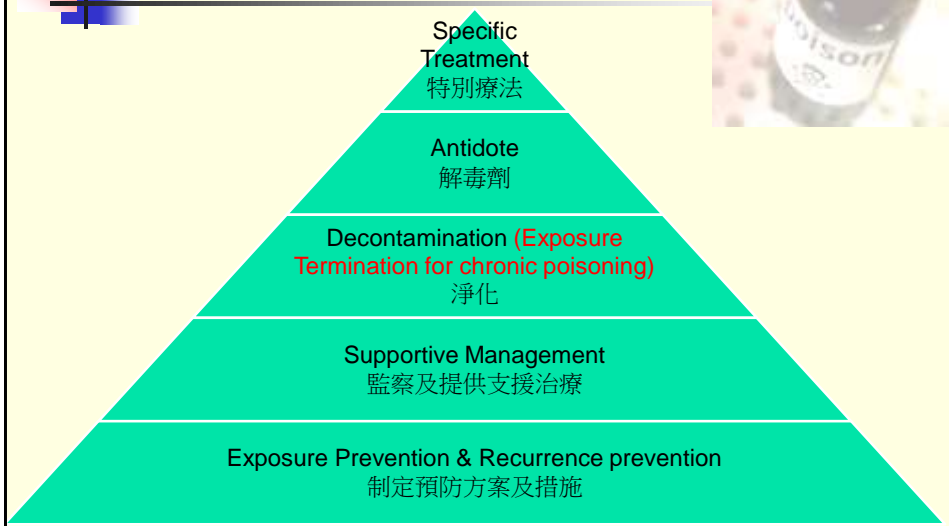 Specific
Treatment
特別療法
Poison
Antidote
解毒劑
Decontamination (Exposure
Termination for chronic poisoning)
淨化
Supportive Management
監察及提供支援治療
Exposure Prevention & Recurrence prevention
制定預防方案及措施